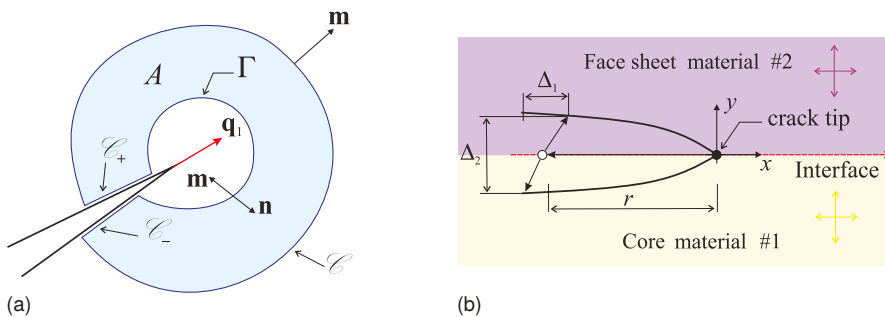 m
A
Γ
q₁
𝒞₊
m
n
𝒞₋
𝒞
(a)
Face sheet material #2
Δ₁
y
crack tip
Δ₂
x
Interface
r
Core material #1
(b)